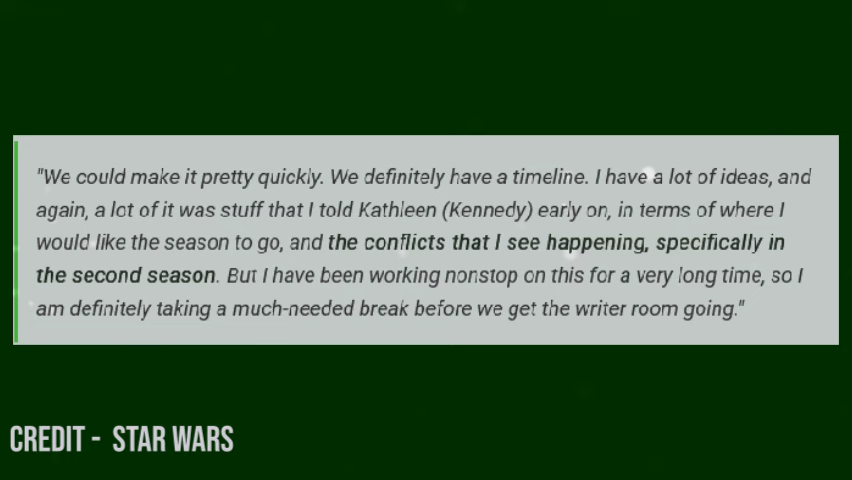 "We could make it pretty quickly. We definitely have a timeline. I have a lot of ideas, and
again, a lot of it was stuff that I told Kathleen (Kennedy) early on, in terms of where I
would like the season to go, and the conflicts that I see happening, specifically in
the second season. But I have been working nonstop on this for a very long time, so I
am definitely taking a much-needed break before we get the writer room going."
CREDIT - STAR WARS